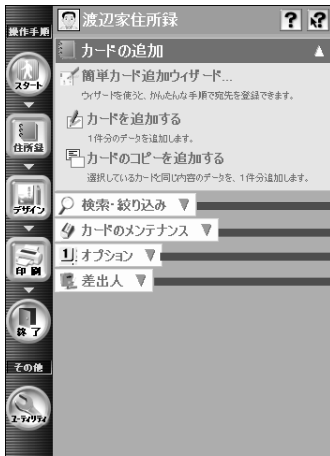 操作手順
渡辺家住所録
スタート
カードの追加
簡単カード追加ウィザード...
ウィザードを使うと、かんたんな手順で宛先を登録できます。
カードを追加する
1件分のデータを追加します。
カードのコピーを追加する
選択しているカードと同じ内容のデータを、1件分追加します。
住所録
検索・絞り込み
デザイン
カードのメンテナンス
オプション
印刷
差出人
終了
その他
ユーティリティ